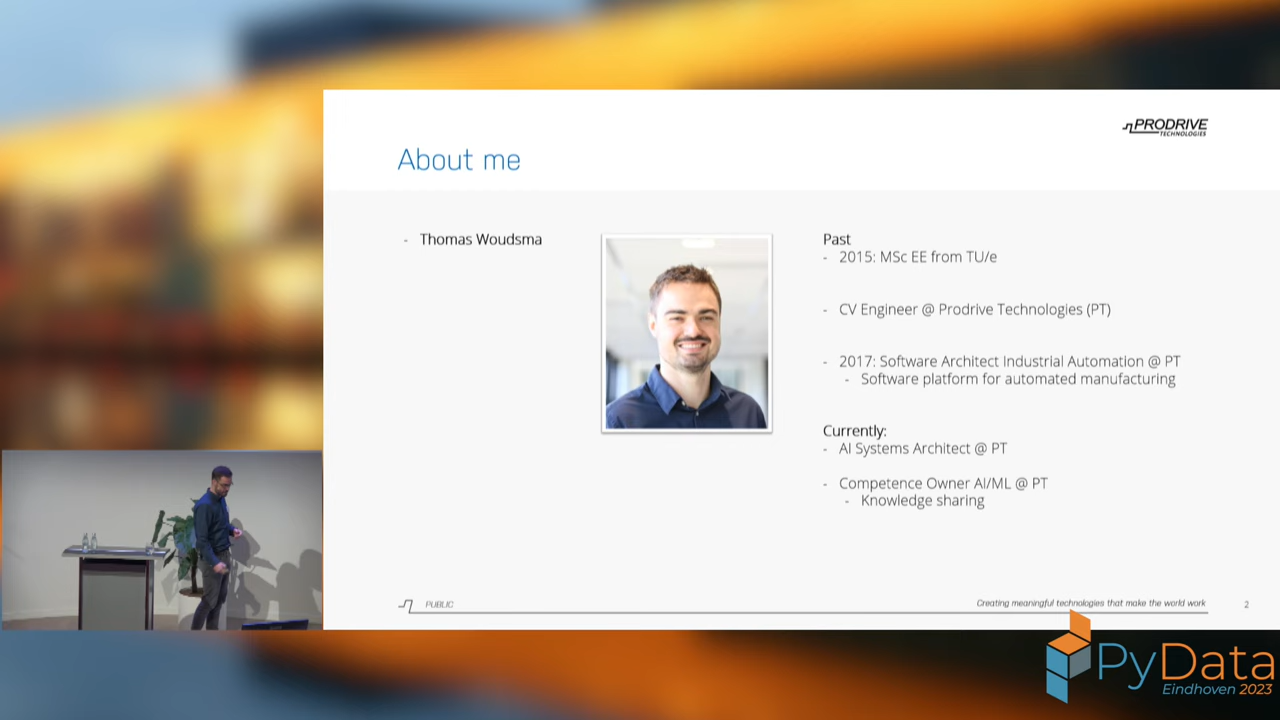 PRODRIVE
TECHNOLOGIES
About me
- Thomas Woudsma
Past
- 2015: MSc EE from TU/e
- CV Engineer @ Prodrive Technologies (PT)
- 2017: Software Architect Industrial Automation @ PT
- Software platform for automated manufacturing
Currently:
- AI Systems Architect @ PT
- Competence Owner AI/ML @ PT
- Knowledge sharing
PUBLIC
Creating meaningful technologies that make the world work
2
PyData
Eindhoven 2023